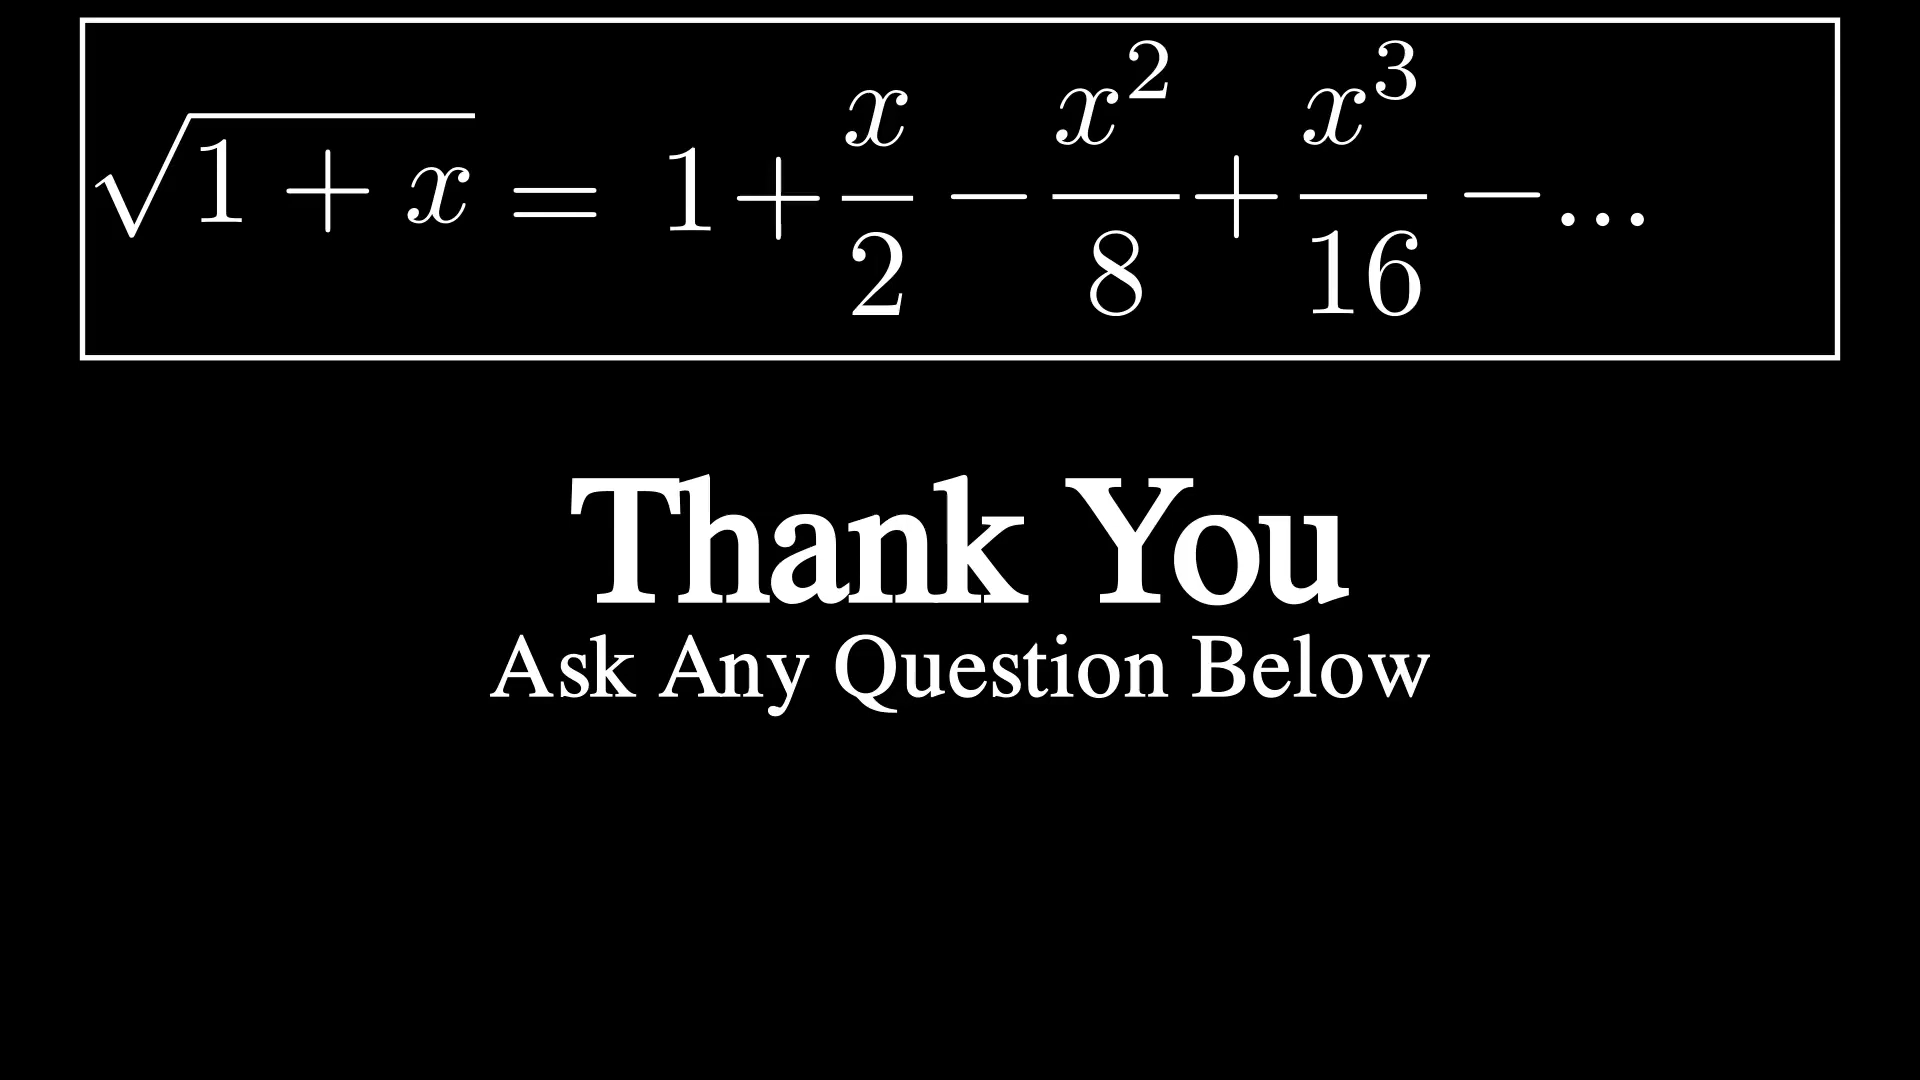 √(1 + x) = 1 + x/2 − x²/8 + x³/16 − ...
Thank You
Ask Any Question Below